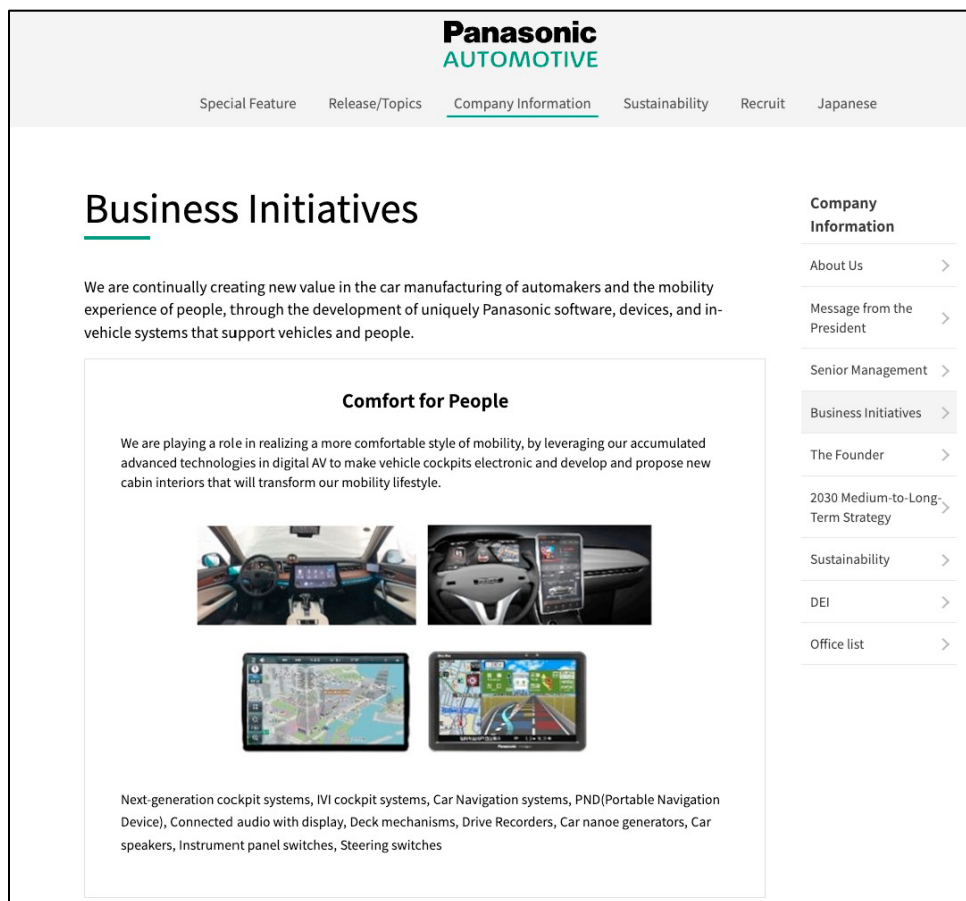 Panasonic
AUTOMOTIVE
Special Feature
Release/Topics
Company Information
Sustainability
Recruit
Japanese
Business Initiatives
We are continually creating new value in the car manufacturing of automakers and the mobility
experience of people, through the development of uniquely Panasonic software, devices, and in-
vehicle systems that support vehicles and people.
Comfort for People
We are playing a role in realizing a more comfortable style of mobility, by leveraging our accumulated
advanced technologies in digital AV to make vehicle cockpits electronic and develop and propose new
cabin interiors that will transform our mobility lifestyle.
Panasonic
Next-generation cockpit systems, IVI cockpit systems, Car Navigation systems, PND(Portable Navigation
Device), Connected audio with display, Deck mechanisms, Drive Recorders, Car nanoe generators, Car
speakers, Instrument panel switches, Steering switches
Company
Information
About Us
Message from the
President
Senior Management
Business Initiatives
The Founder
2030 Medium-to-Long-
Term Strategy
Sustainability
DEI
Office list